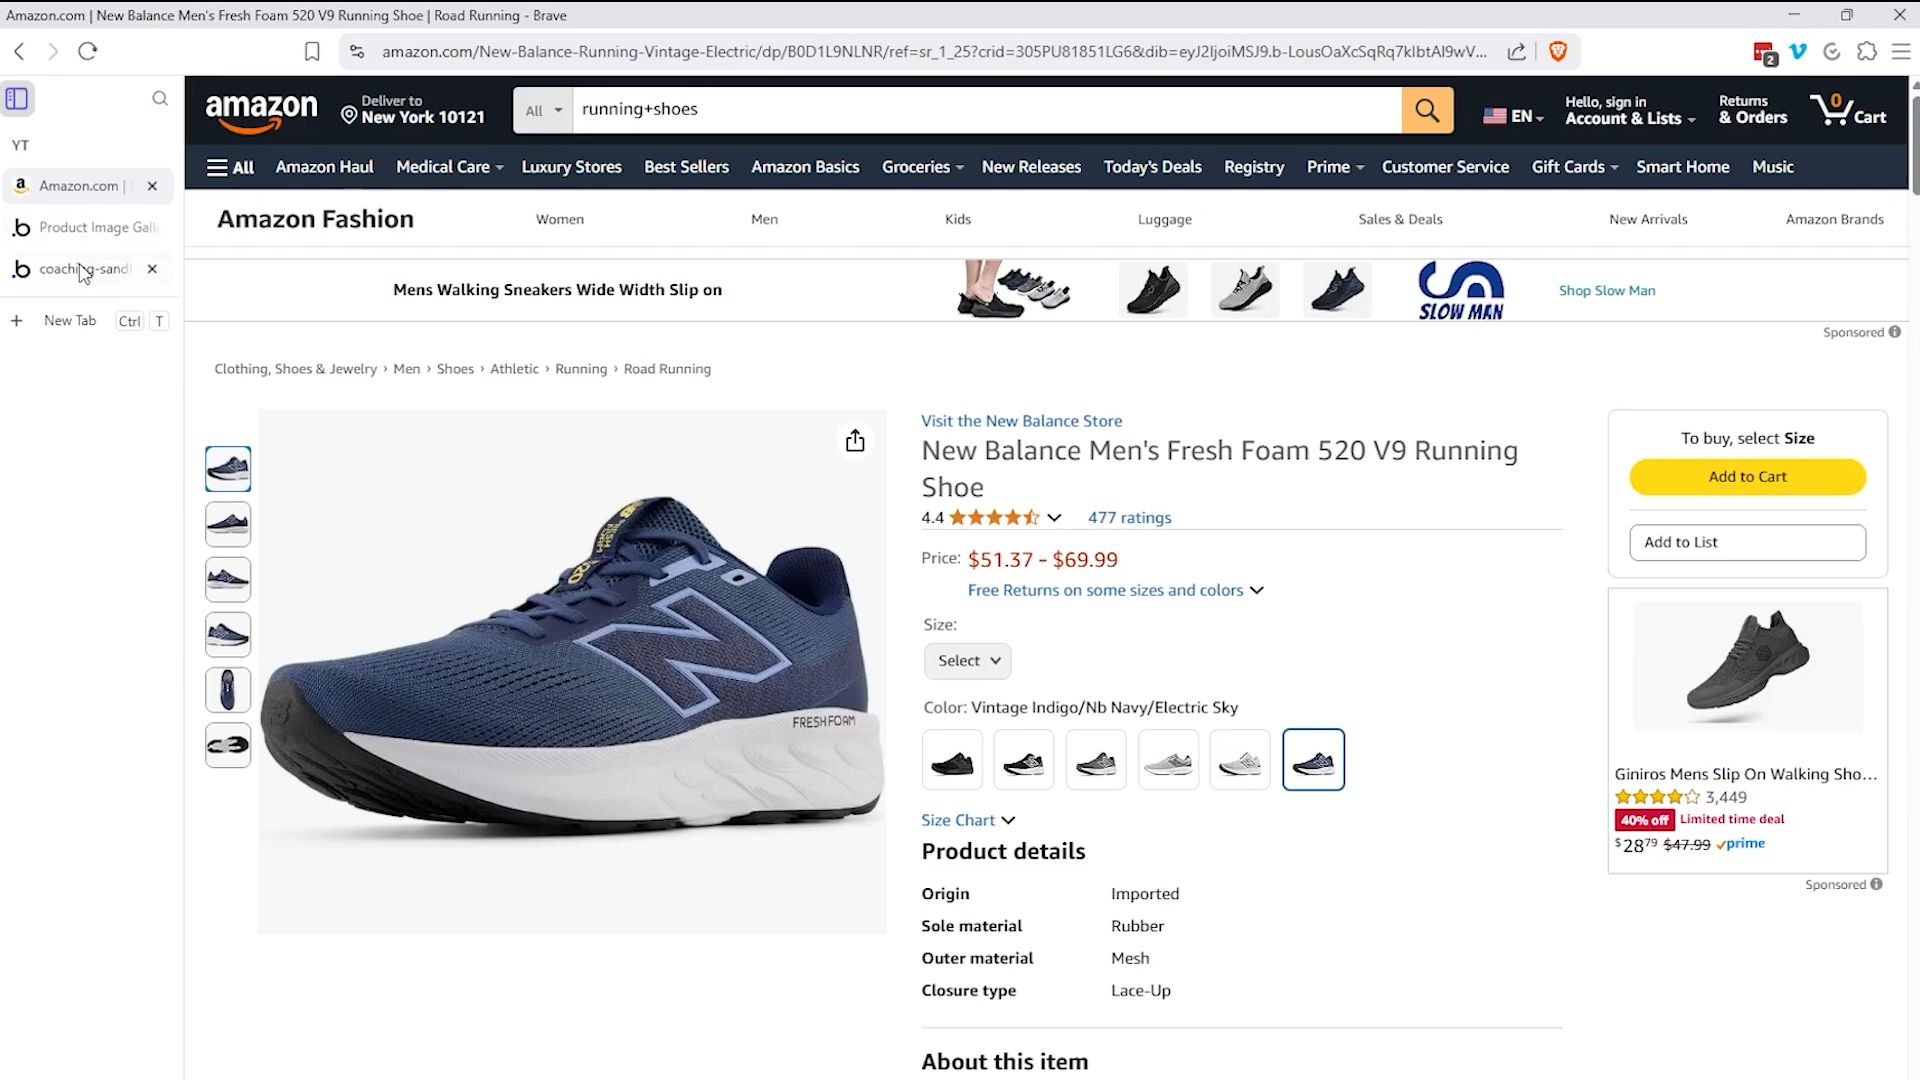 Amazon.com | New Balance Men's Fresh Foam 520 V9 Running Shoe | Road Running - Brave
amazon.com/New-Balance-Running-Vintage-Electric/dp/B0D1L9NLNR/ref=sr_1_25?crid=305PU81851LG6&dib=eyJ2IjoiMSJ9.b-LousOaXcSqRq7kIbtAI9wV...
2
amazon
Deliver to
New York 10121
All
running+shoes
EN
Hello, sign in
Account & Lists
Returns
& Orders
0
Cart
YT
Amazon.com |
Product Image Gall
coaching-sand
New Tab
Ctrl
T
All
Amazon Haul
Medical Care
Luxury Stores
Best Sellers
Amazon Basics
Groceries
New Releases
Today's Deals
Registry
Prime
Customer Service
Gift Cards
Smart Home
Music
Amazon Fashion
Women
Men
Kids
Luggage
Sales & Deals
New Arrivals
Amazon Brands
Mens Walking Sneakers Wide Width Slip on
SLOW MAN
Shop Slow Man
Sponsored
Clothing, Shoes & Jewelry › Men › Shoes › Athletic › Running › Road Running
FRESH FOAM
Visit the New Balance Store
New Balance Men's Fresh Foam 520 V9 Running
Shoe
4.4
477 ratings
Price: $51.37 - $69.99
Free Returns on some sizes and colors
Size:
Select
Color: Vintage Indigo/Nb Navy/Electric Sky
Size Chart
Product details
Origin Imported
Sole material Rubber
Outer material Mesh
Closure type Lace-Up
About this item
To buy, select Size
Add to Cart
Add to List
Giniros Mens Slip On Walking Sho...
3,449
40% off Limited time deal
$28 79 $47.99 prime
Sponsored